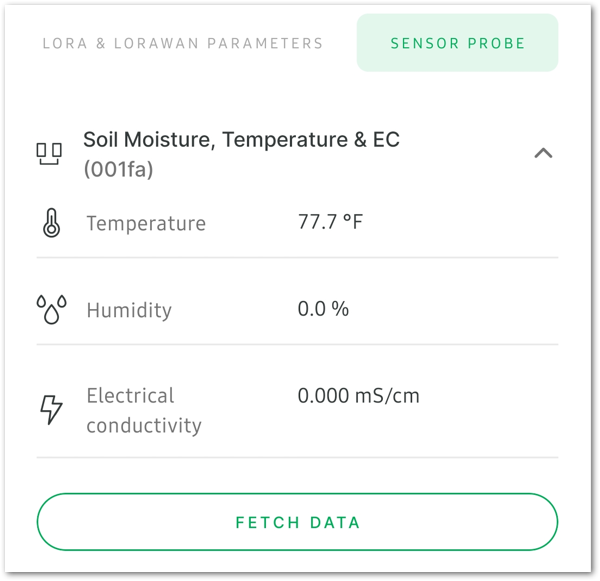 LORA & LORAWAN PARAMETERS
SENSOR PROBE
Soil Moisture, Temperature & EC
(001fa)
Temperature 77.7 °F
Humidity 0.0 %
Electrical conductivity 0.000 mS/cm
FETCH DATA